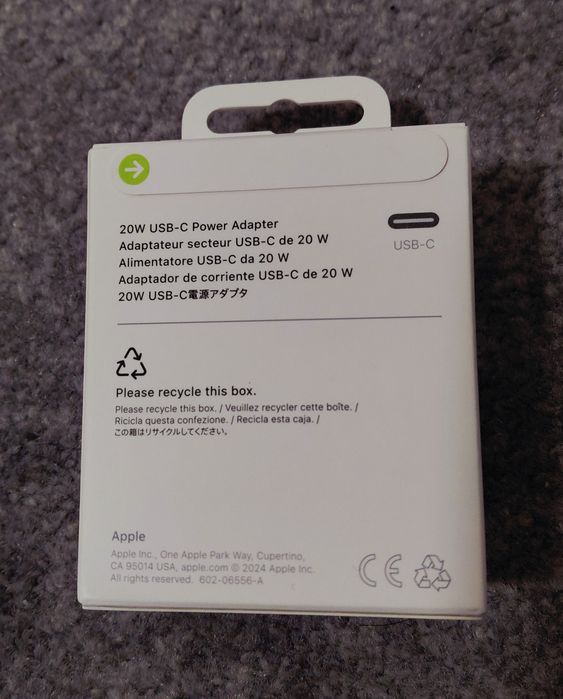 20W USB-C Power Adapter
Adaptateur secteur USB-C de 20 W
Alimentatore USB-C da 20 W
Adaptador de corriente USB-C de 20 W
20W USB-C電源アダプタ
USB-C
Please recycle this box.
Please recycle this box. / Veuillez recycler cette boîte. /
Ricicla questa confezione. / Recicla esta caja. /
この箱はリサイクルしてください。
Apple
Apple Inc., One Apple Park Way, Cupertino,
CA 95014 USA, apple.com © 2024 Apple Inc.
All rights reserved. 602-06556-A
CE